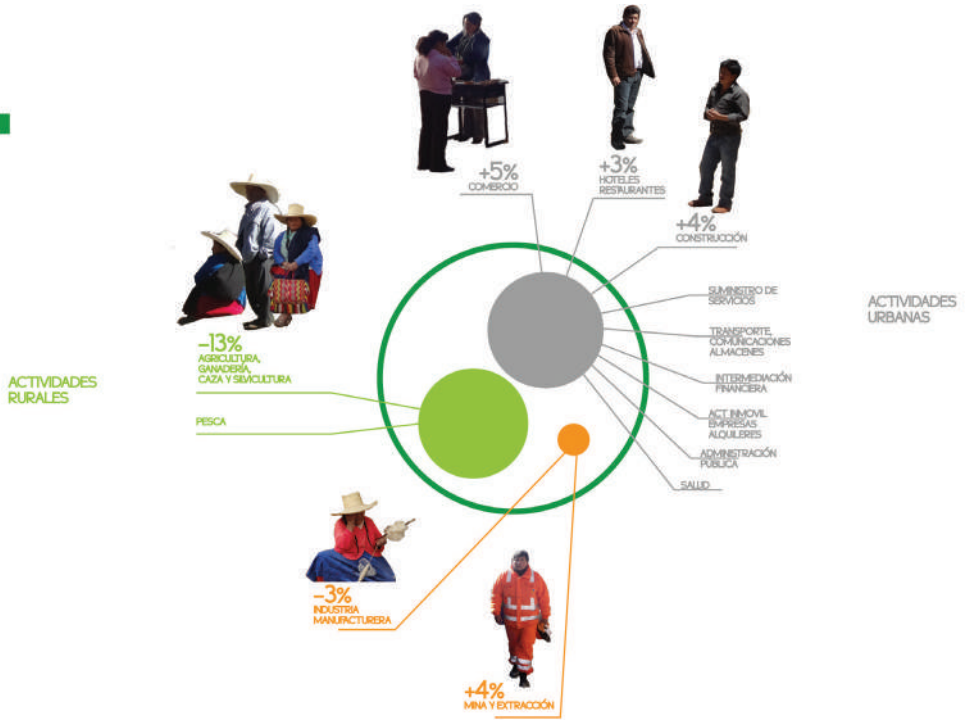 +5%
COMERCIO
+3%
HOTELES
RESTAURANTES
+4%
CONSTRUCCIÓN
SUMINISTRO DE
SERVICIOS
TRANSPORTE,
COMUNICACIONES
ALMACENES
INTERMEDIACIÓN
FINANCIERA
ACT INMOVIL
EMPRESAS
ALQUILERES
ADMINISTRACIÓN
PÚBLICA
SALUD
ACTIVIDADES
URBANAS
-13%
AGRICULTURA,
GANADERÍA,
CAZA Y SILVICULTURA
PESCA
ACTIVIDADES
RURALES
-3%
INDUSTRIA
MANUFACTURERA
+4%
MINA Y EXTRACCIÓN